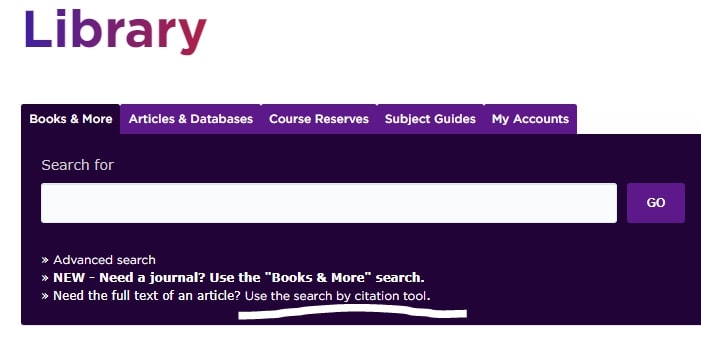 Library
Books & More Articles & Databases Course Reserves Subject Guides My Accounts
Search for
GO
» Advanced search
» NEW - Need a journal? Use the "Books & More" search.
» Need the full text of an article? Use the search by citation tool.